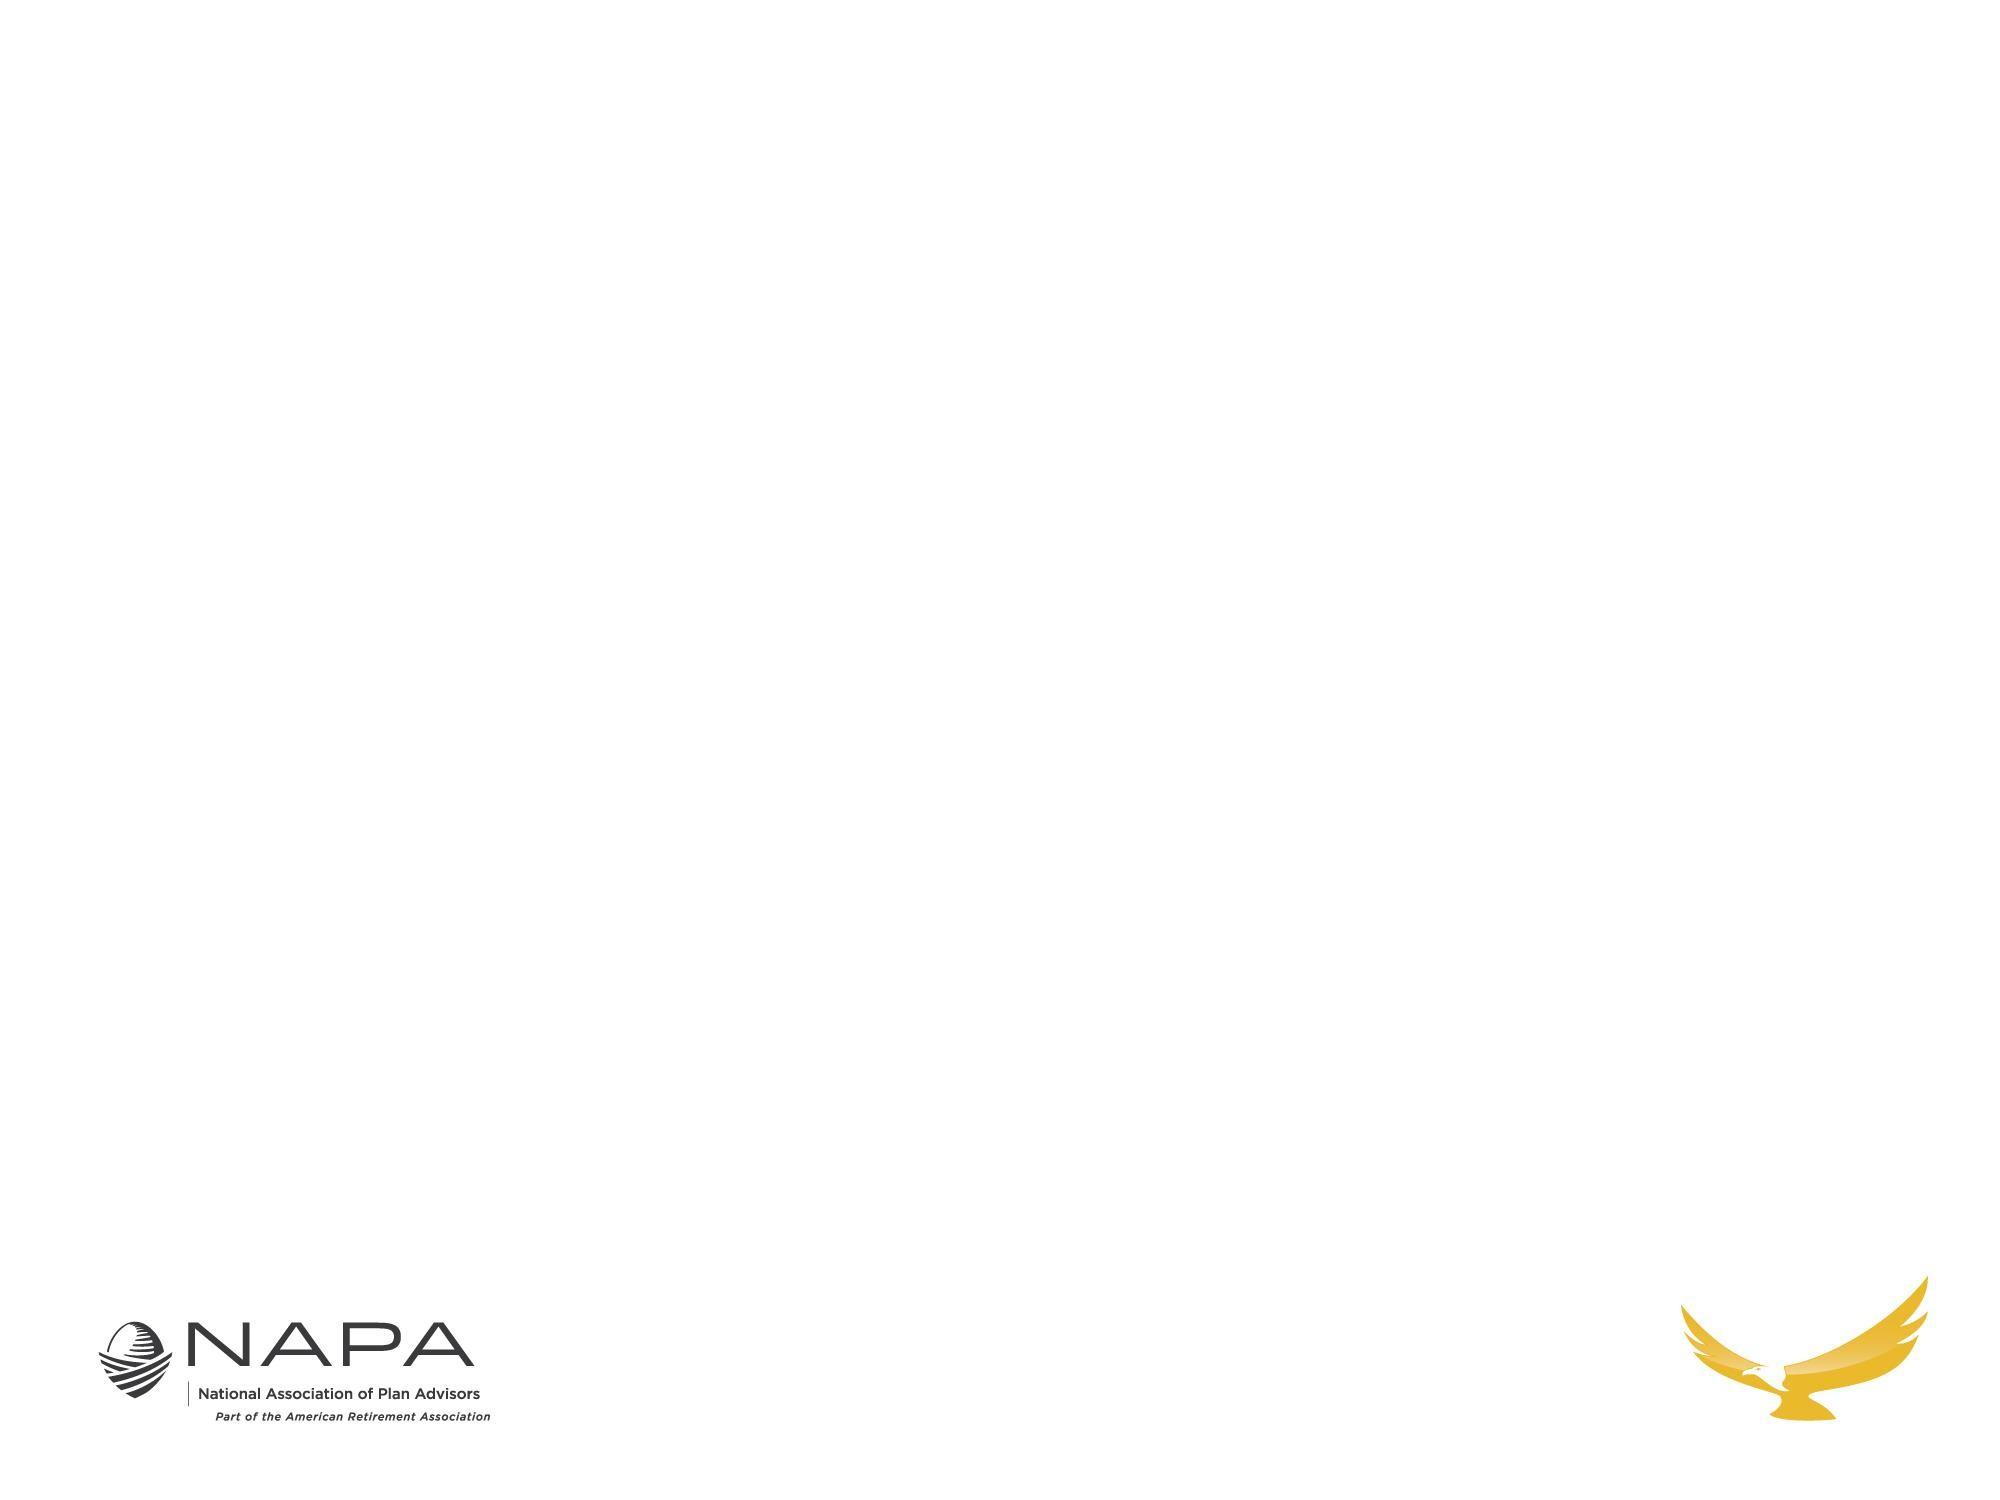 NAPA
National Association of Plan Advisors
Part of the American Retirement Association